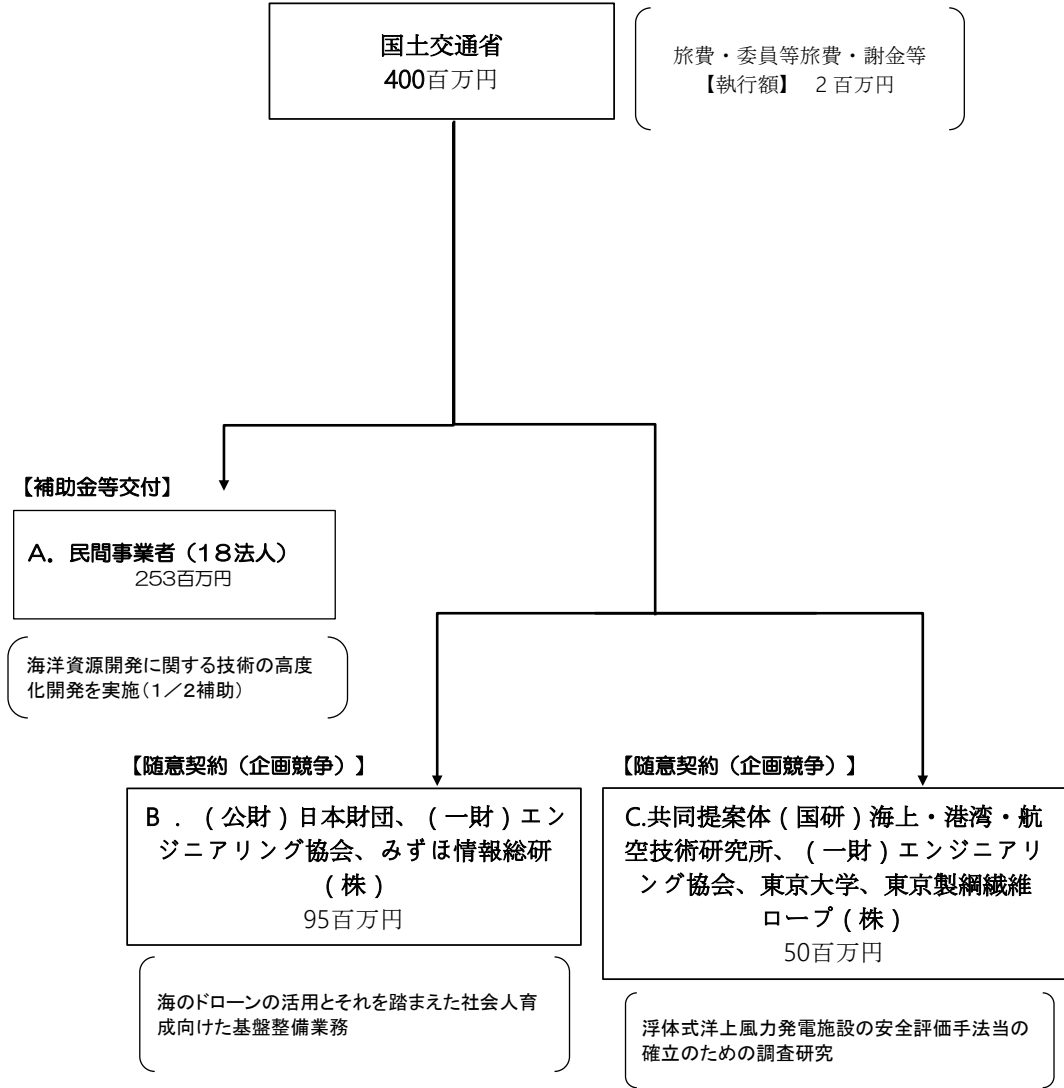 国土交通省
400百万円
旅費・委員等旅費・謝金等
【執行額】 2百万円
【補助金等交付】
A．民間事業者（１８法人）
253百万円
海洋資源開発に関する技術の高度
化開発を実施（１／２補助）
【随意契約（企画競争）】
B ．（公財）日本財団、（一財）エン
ジニアリング協会、みずほ情報総研
（株）
95百万円
海のドローンの活用とそれを踏まえた社会人育
成向けた基盤整備業務
【随意契約（企画競争）】
C.共同提案体（国研）海上・港湾・航
空技術研究所、（一財）エンジニアリ
ング協会、東京大学、東京製綱繊維
ロープ（株）
50百万円
浮体式洋上風力発電施設の安全評価手法当の
確立のための調査研究